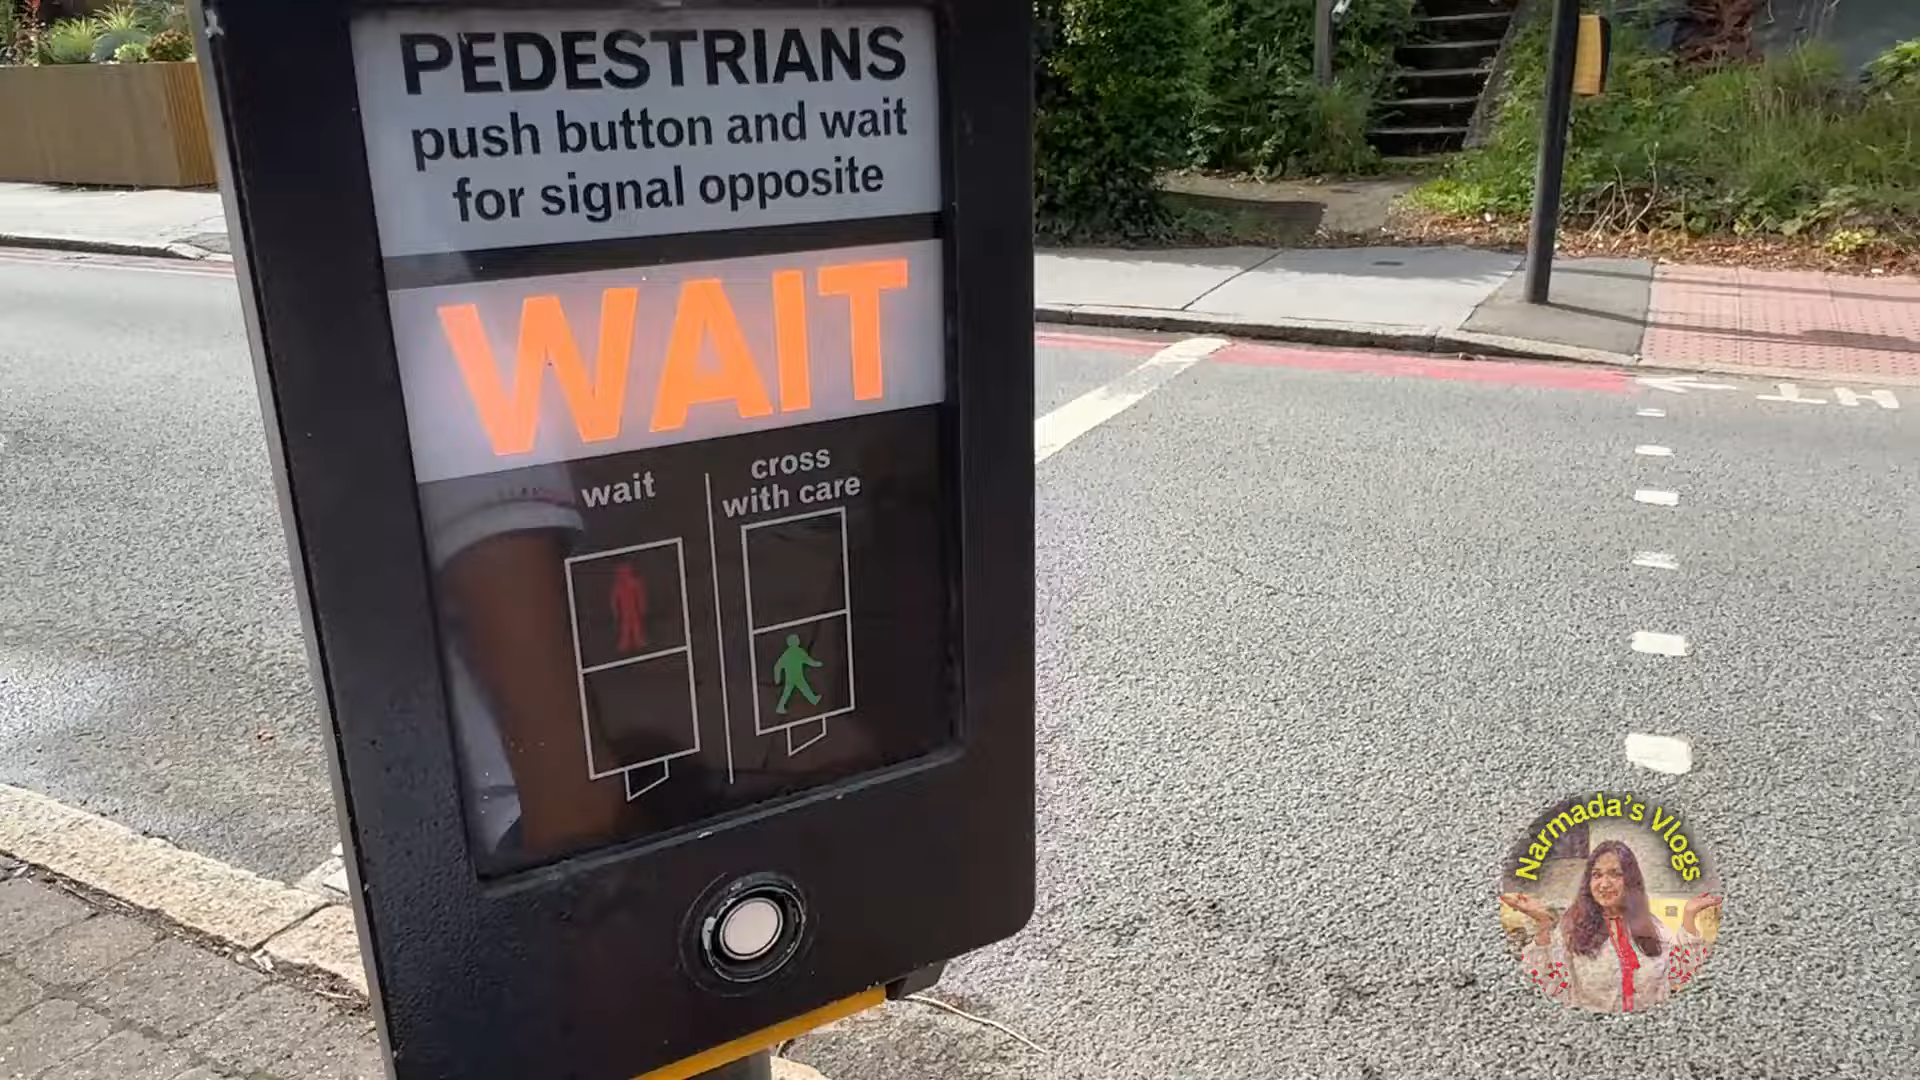 PEDESTRIANS
push button and wait
for signal opposite
WAIT
wait
cross
with care
Narmada's Vlogs